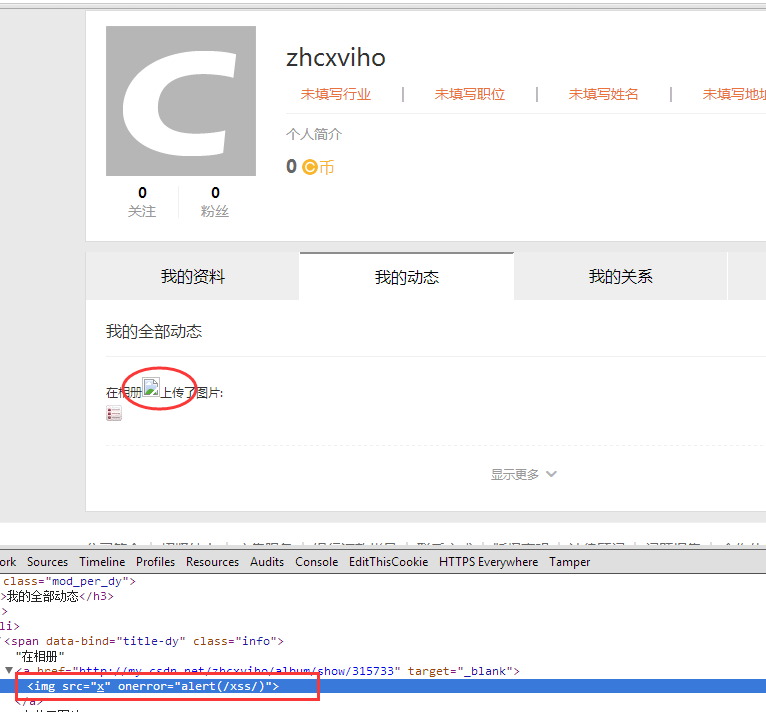 zhcxviho
未填写行业 | 未填写职位 | 未填写姓名 | 未填写地
个人简介
0 C币
0 0
关注 粉丝
我的资料 我的动态 我的关系
我的全部动态
在相册 上传了图片:
显示更多
ork Sources Timeline Profiles Resources Audits Console EditThisCookie HTTPS Everywhere Tamper
class="mod_per_dy">
>我的全部动态</h3>
>
li>
<span data-bind="title-dy" class="info">
"在相册"
▼<a href="http://my.csdn.net/zhcxviho/album/show/315733" target="_blank">
<img src="x" onerror="alert(/xss/)">
</a>